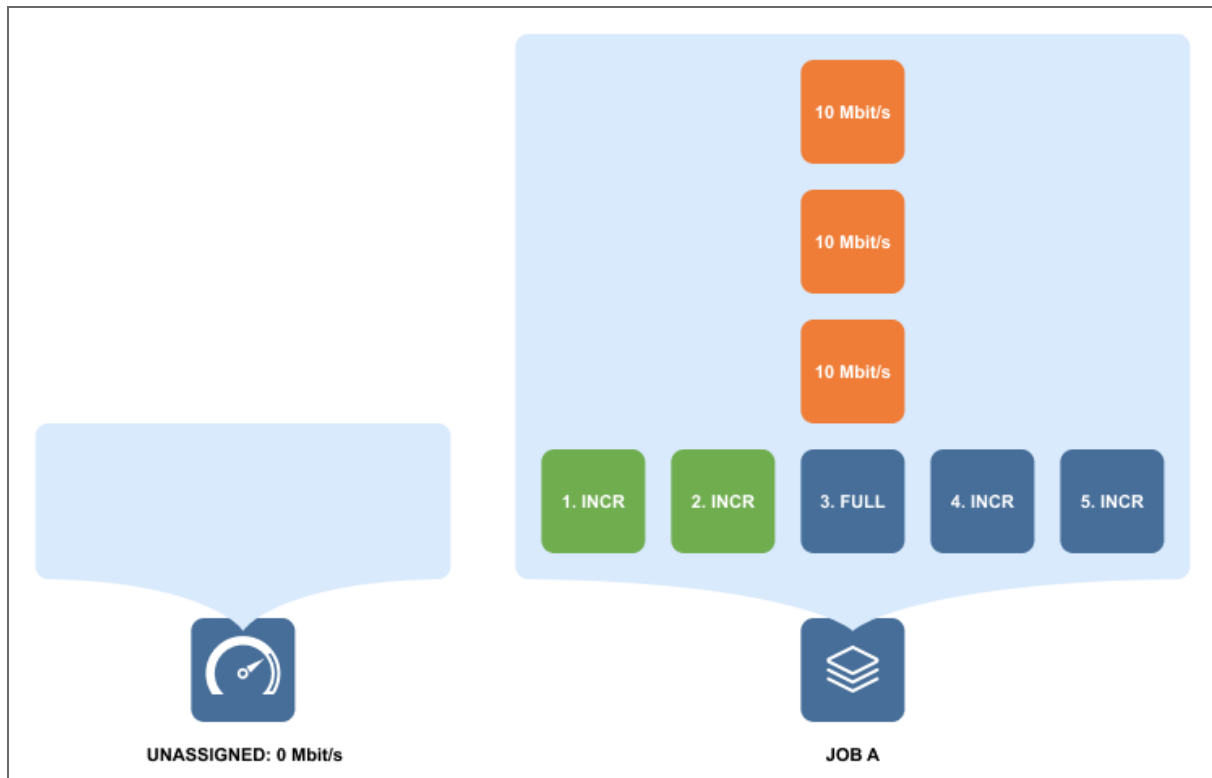 10 Mbit/s
10 Mbit/s
10 Mbit/s
1. INCR
2. INCR
3. FULL
4. INCR
5. INCR
UNASSIGNED: 0 Mbit/s
JOB A